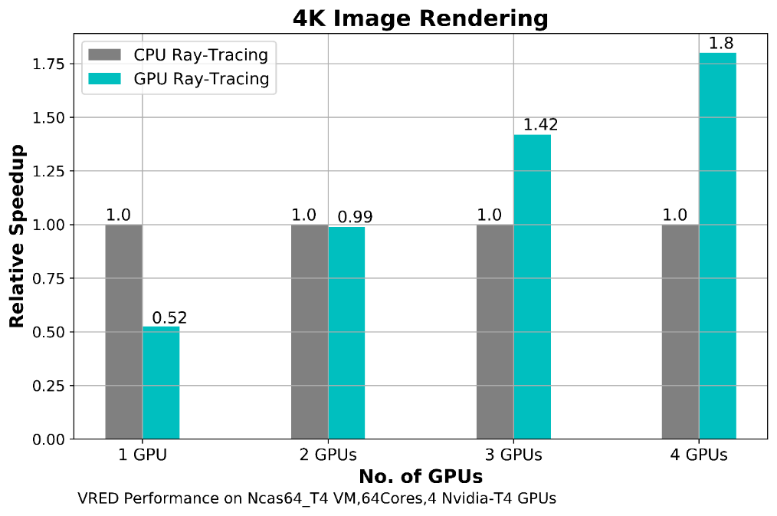 4K Image Rendering
CPU Ray-Tracing
GPU Ray-Tracing
1.75
1.50
1.25
1.00
0.75
0.50
0.25
0.00
Relative Speedup
1.0
0.52
1.0
0.99
1.0
1.42
1.0
1.8
1 GPU
2 GPUs
3 GPUs
4 GPUs
No. of GPUs
VRED Performance on Ncas64_T4 VM,64Cores,4 Nvidia-T4 GPUs